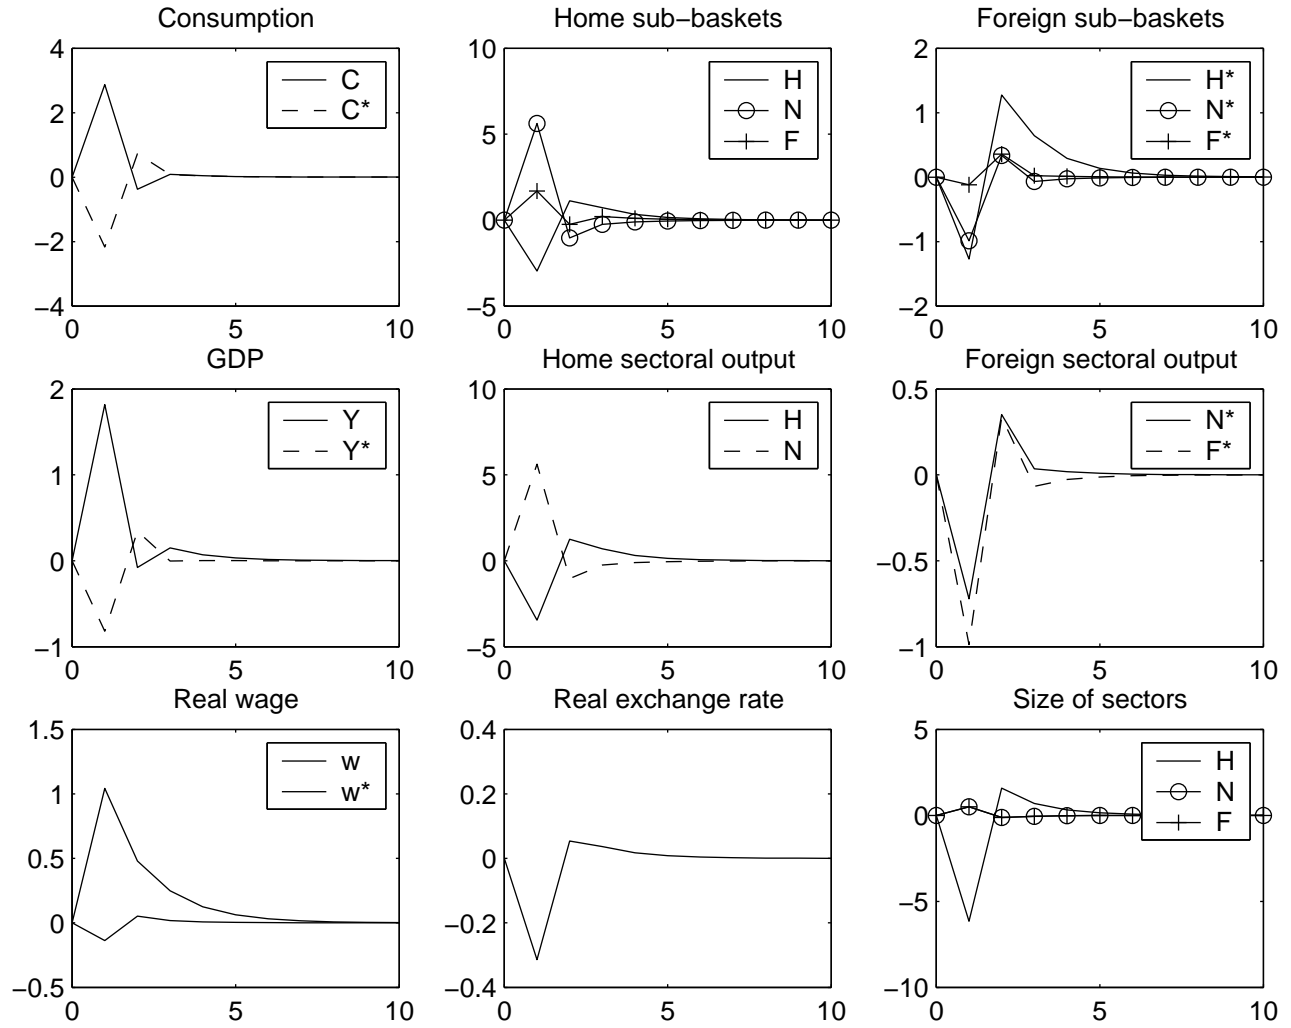 Consumption
4
2
0
−2
−4
0
5
10
C
C*
Home sub−baskets
10
5
0
−5
0
5
10
H
N
F
Foreign sub−baskets
2
1
0
−1
−2
0
5
10
H*
N*
F*
GDP
2
1
0
−1
0
5
10
Y
Y*
Home sectoral output
10
5
0
−5
0
5
10
H
N
Foreign sectoral output
0.5
0
−0.5
−1
0
5
10
N*
F*
Real wage
1.5
1
0.5
0
−0.5
0
5
10
w
w*
Real exchange rate
0.4
0.2
0
−0.2
−0.4
0
5
10
Size of sectors
5
0
−5
−10
0
5
10
H
N
F